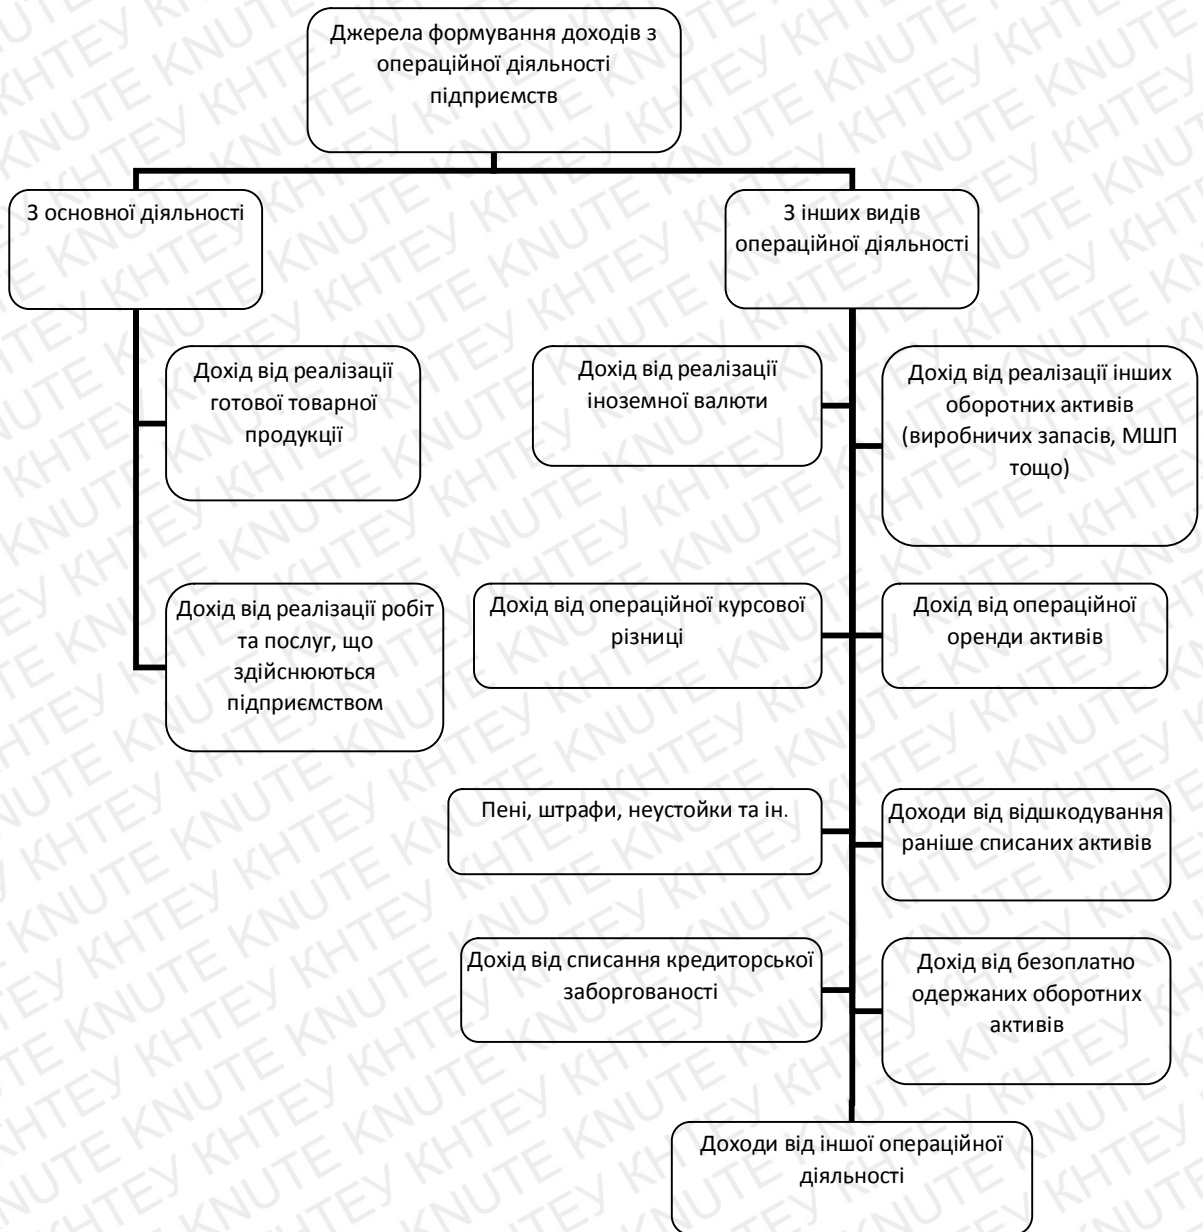 Джерела формування доходів з
операційної діяльності
підприємств
З основної діяльності
З інших видів
операційної діяльності
Дохід від реалізації
готової товарної
продукції
Дохід від реалізації
іноземної валюти
Дохід від реалізації інших
оборотних активів
(виробничих запасів, МШП
тощо)
Дохід від реалізації робіт
та послуг, що
здійснюються
підприємством
Дохід від операційної курсової
різниці
Дохід від операційної
оренди активів
Пені, штрафи, неустойки та ін.
Доходи від відшкодування
раніше списаних активів
Дохід від списання кредиторської
заборгованості
Дохід від безоплатно
одержаних оборотних
активів
Доходи від іншої операційної
діяльності